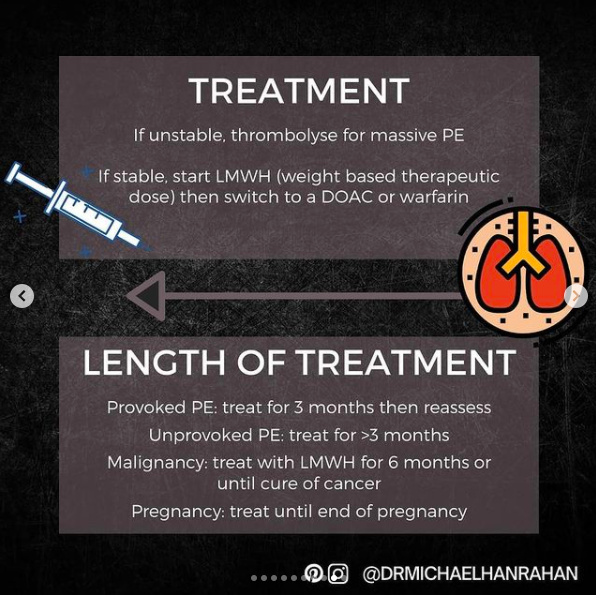 TREATMENT
If unstable, thrombolyse for massive PE
If stable, start LMWH (weight based therapeutic
dose) then switch to a DOAC or warfarin
LENGTH OF TREATMENT
Provoked PE: treat for 3 months then reassess
Unprovoked PE: treat for >3 months
Malignancy: treat with LMWH for 6 months or
until cure of cancer
Pregnancy: treat until end of pregnancy
@DRMICHAELHANRAHAN